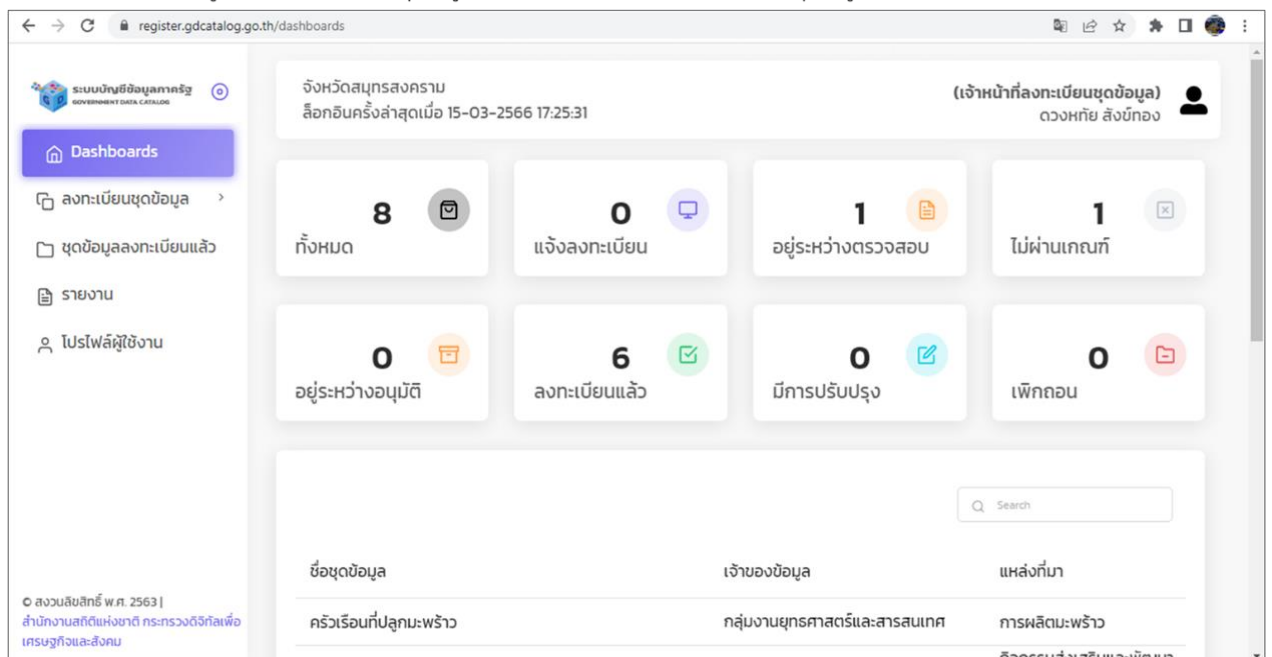 register.gdcatalog.go.th/dashboards
ระบบบัญชีข้อมูลภาครัฐ
GOVERNMENT DATA CATALOG
จังหวัดสมุทรสงคราม
ล็อกอินครั้งล่าสุดเมื่อ 15-03-2566 17:25:31
(เจ้าหน้าที่ลงทะเบียนชุดข้อมูล)
ดวงหทัย สังข์ทอง
Dashboards
ลงทะเบียนชุดข้อมูล
ชุดข้อมูลลงทะเบียนแล้ว
รายงาน
โปรไฟล์ผู้ใช้งาน
8
ทั้งหมด
0
แจ้งลงทะเบียน
1
อยู่ระหว่างตรวจสอบ
1
ไม่ผ่านเกณฑ์
0
อยู่ระหว่างอนุมัติ
6
ลงทะเบียนแล้ว
0
มีการปรับปรุง
0
เพิกถอน
Search
ชื่อชุดข้อมูล เจ้าของข้อมูล แหล่งที่มา
ครัวเรือนที่ปลูกมะพร้าว กลุ่มงานยุทธศาสตร์และสารสนเทศ การผลิตมะพร้าว
© สงวนลิขสิทธิ์ พ.ศ. 2563 |
สำนักงานสถิติแห่งชาติ กระทรวงดิจิทัลเพื่อ
เศรษฐกิจและสังคม